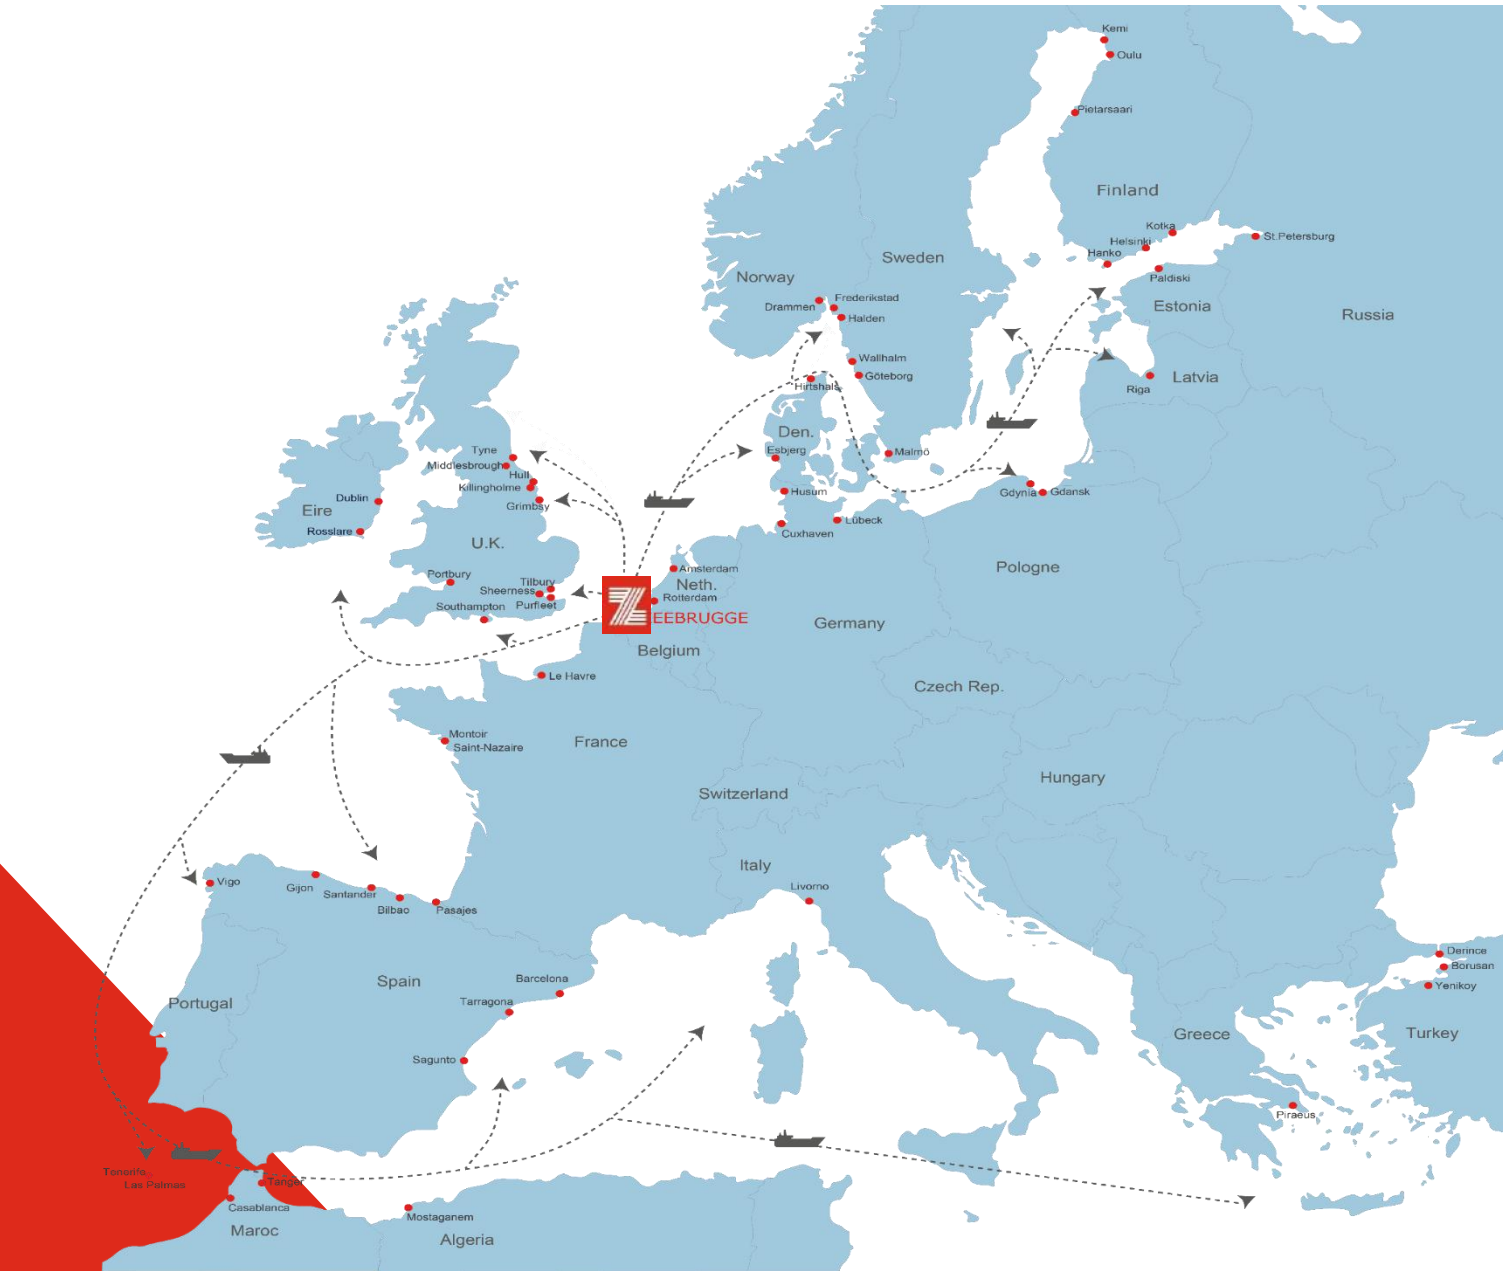 Kemi
Oulu
Pietarsaari
Finland
Kotka
Helsinki
Hanko
St.Petersburg
Paldiski
Sweden
Norway
Frederikstad
Drammen
Halden
Estonia
Russia
Wallhalm
Göteborg
Hirtshals
Riga
Latvia
Den.
Esbjerg
Malmö
Tyne
Middlesbrough
Hull
Killingholme
Grimbsy
Husum
Gdynia
Gdansk
Dublin
Eire
Rosslare
Cuxhaven
Lübeck
U.K.
Portbury
Tilbury
Sheerness
Purfleet
Southampton
Amsterdam
Neth.
Rotterdam
Pologne
ZEEBRUGGE
Germany
Belgium
Le Havre
Czech Rep.
Montoir
Saint-Nazaire
France
Switzerland
Hungary
Italy
Livorno
Vigo
Gijon
Santander
Bilbao
Pasajes
Derince
Borusan
Yenikoy
Spain
Barcelona
Portugal
Tarragona
Greece
Turkey
Sagunto
Piraeus
Tenerife
Las Palmas
Tanger
Casablanca
Maroc
Mostaganem
Algeria